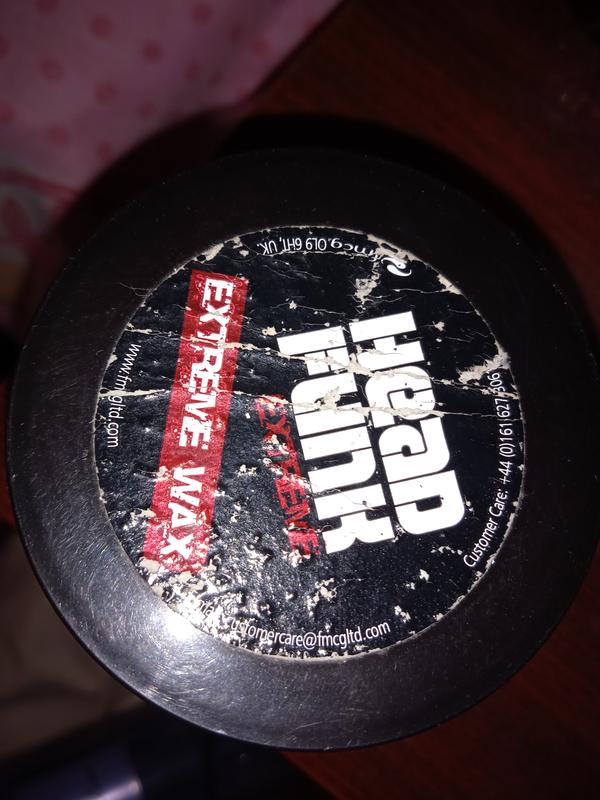 HEAD
FUNK
EXTREME
EXTREME WAX
Customer Care: +44 (0)161 627 306
customercare@fmcgltd.com
www.fmcgltd.com
fmcg, OL9 6HT, UK.